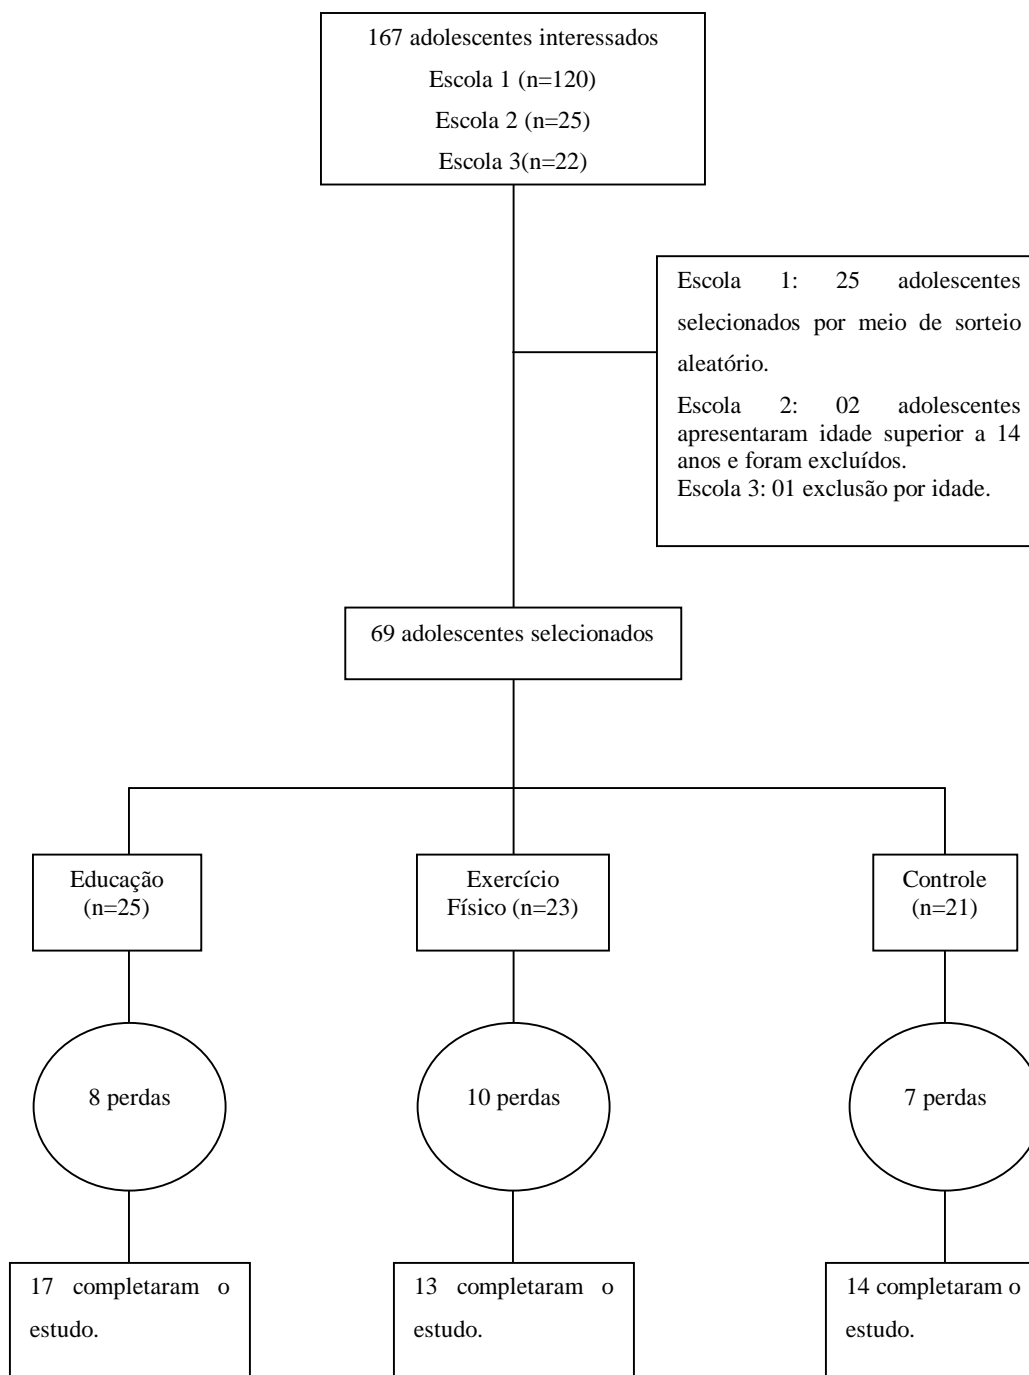 167 adolescentes interessados
Escola 1 (n=120)
Escola 2 (n=25)
Escola 3(n=22)
Escola 1: 25 adolescentes
selecionados por meio de sorteio
aleatório.
Escola 2: 02 adolescentes
apresentaram idade superior a 14
anos e foram excluídos.
Escola 3: 01 exclusão por idade.
69 adolescentes selecionados
Educação
(n=25)
Exercício
Físico (n=23)
Controle
(n=21)
8 perdas
10 perdas
7 perdas
17 completaram o
estudo.
13 completaram o
estudo.
14 completaram o
estudo.